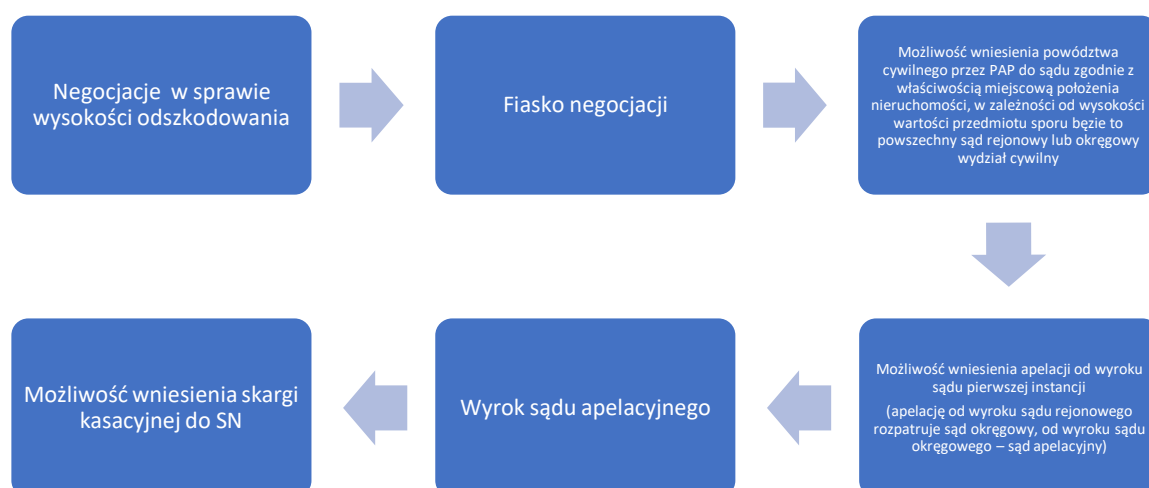 Negocjacje w sprawie
wysokości odszkodowania
Fiasko negocjacji
Możliwość wniesienia powództwa
cywilnego przez PAP do sądu zgodnie z
właściwością miejscową położenia
nieruchomości, w zależności od wysokości
wartości przedmiotu sporu bęzie to
powszechny sąd rejonowy lub okręgowy
wydział cywilny
Możliwość wniesienia apelacji od wyroku
sądu pierwszej instancji
(apelację od wyroku sądu rejonowego
rozpatruje sąd okręgowy, od wyroku sądu
okręgowego – sąd apelacyjny)
Wyrok sądu apelacyjnego
Możliwość wniesienia skargi
kasacyjnej do SN